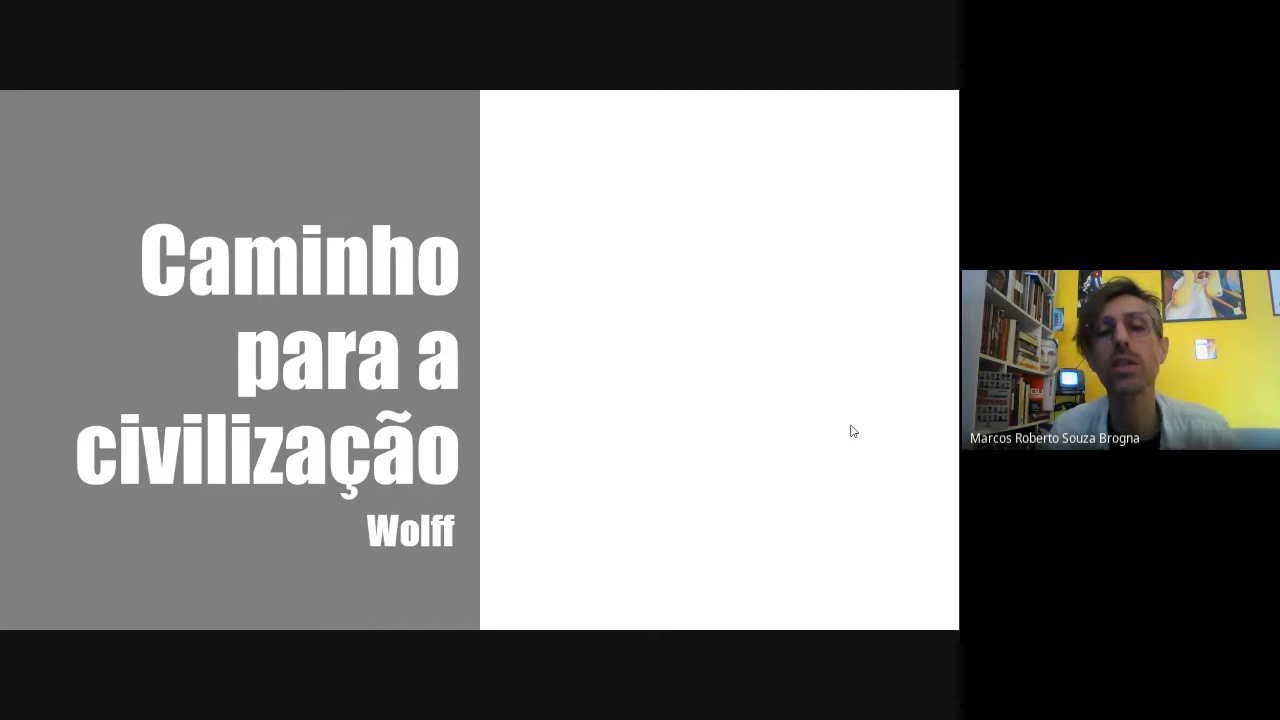 Caminho
para a
civilização
Wolff
Marcos Roberto Souza Brogna